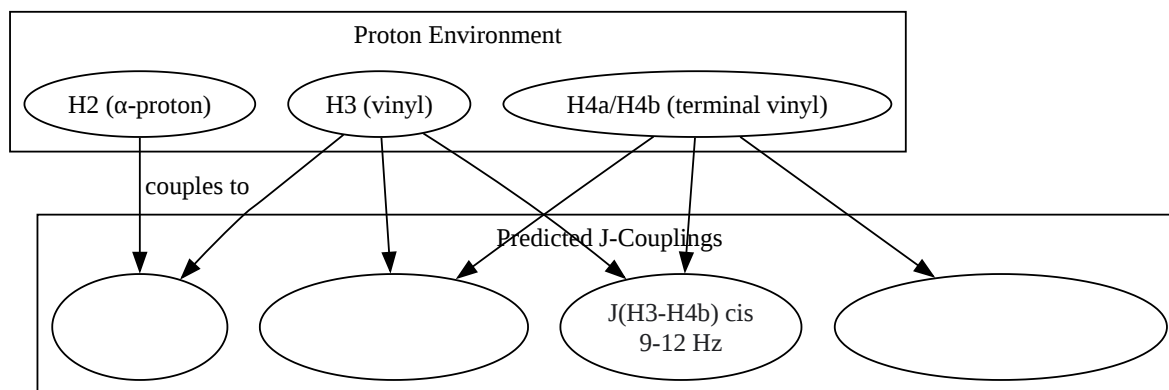 Proton Environment
H2 (α-proton)
H3 (vinyl)
H4a/H4b (terminal vinyl)
couples to
Predicted J-Couplings
J(H3-H4b) cis
9-12 Hz